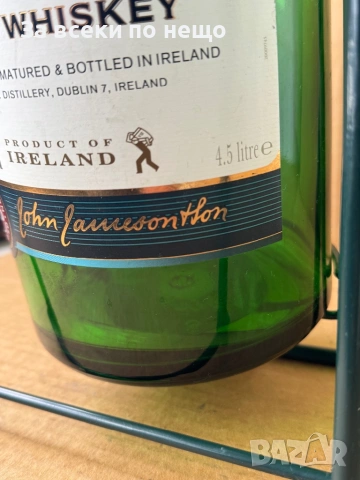 WHISKEY
За всеки по нещо
MATURED & BOTTLED IN IRELAND
DISTILLERY, DUBLIN 7, IRELAND
PRODUCT OF
IRELAND
4.5 litre e
John Jameson & Son
BAZAR